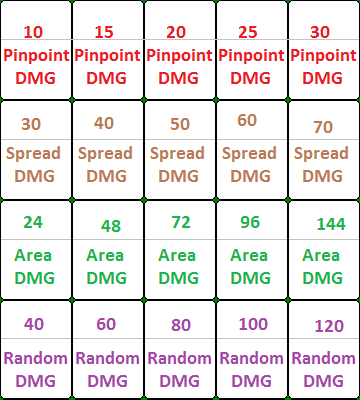 10 15 20 25 30
Pinpoint Pinpoint Pinpoint Pinpoint Pinpoint
DMG DMG DMG DMG DMG
30 40 50 60 70
Spread Spread Spread Spread Spread
DMG DMG DMG DMG DMG
24 48 72 96 144
Area Area Area Area Area
DMG DMG DMG DMG DMG
40 60 80 100 120
Random Random Random Random Random
DMG DMG DMG DMG DMG